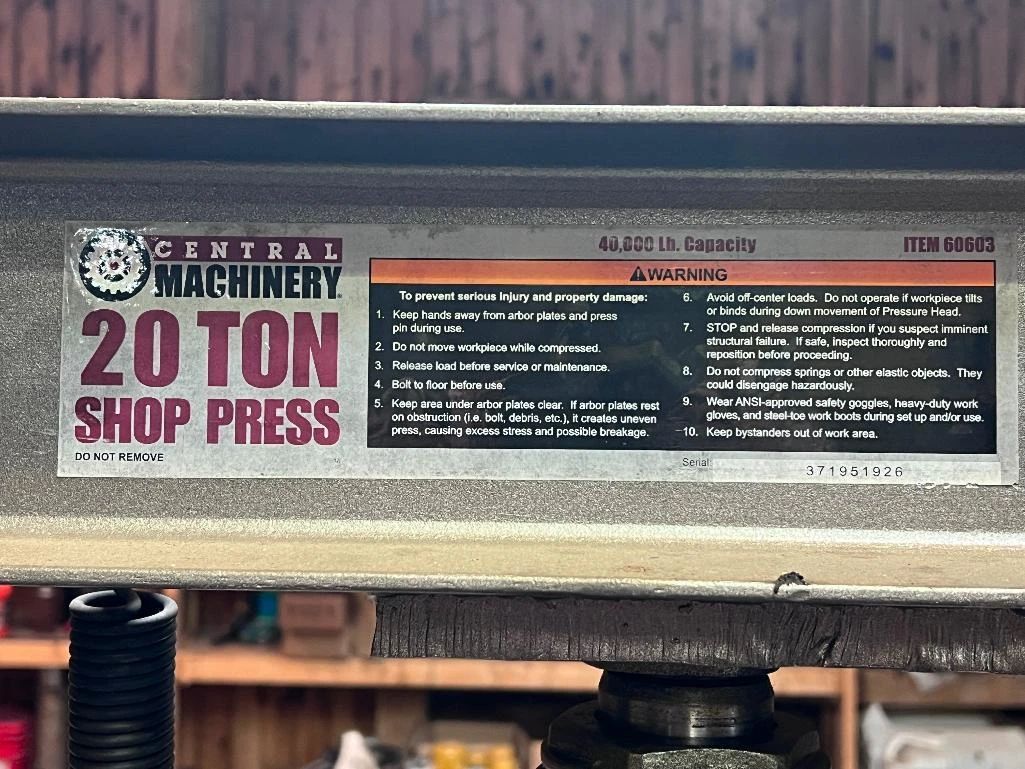 CENTRAL
MACHINERY
20 TON
SHOP PRESS
DO NOT REMOVE
40,000 Lb. Capacity
ITEM 60603
WARNING
To prevent serious injury and property damage:
1. Keep hands away from arbor plates and press
pin during use.
2. Do not move workpiece while compressed.
3. Release load before service or maintenance.
4. Bolt to floor before use.
5. Keep area under arbor plates clear. If arbor plates rest
on obstruction (i.e. bolt, debris, etc.), it creates uneven
press, causing excess stress and possible breakage.
6. Avoid off-center loads. Do not operate if workpiece tilts
or binds during down movement of Pressure Head.
7. STOP and release compression if you suspect imminent
structural failure. If safe, inspect thoroughly and
reposition before proceeding.
8. Do not compress springs or other elastic objects. They
could disengage hazardously.
9. Wear ANSI-approved safety goggles, heavy-duty work
gloves, and steel-toe work boots during set up and/or use.
10. Keep bystanders out of work area.
Serial: 371951926